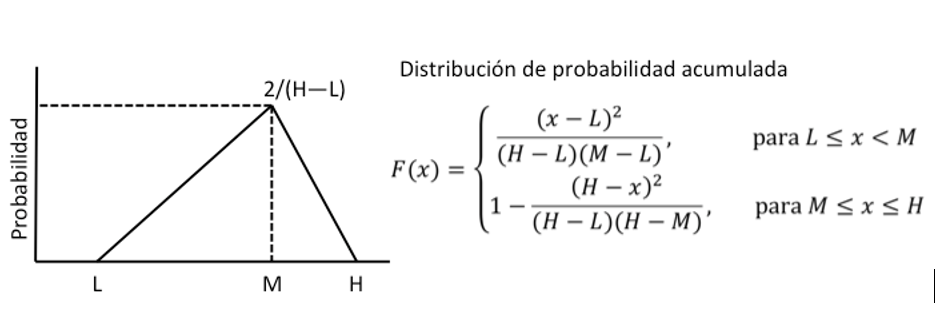 Distribución de probabilidad acumulada
2/(H—L)
Probabilidad
L M H
F(x) = { (x − L)² / (H − L)(M − L), para L ≤ x < M
1 − (H − x)² / (H − L)(H − M), para M ≤ x ≤ H